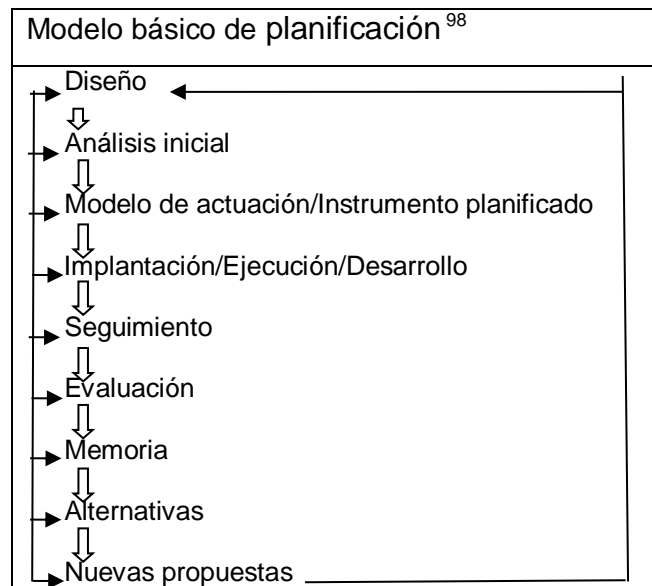 Modelo básico de planificación 98
Diseño
Análisis inicial
Modelo de actuación/Instrumento planificado
Implantación/Ejecución/Desarrollo
Seguimiento
Evaluación
Memoria
Alternativas
Nuevas propuestas